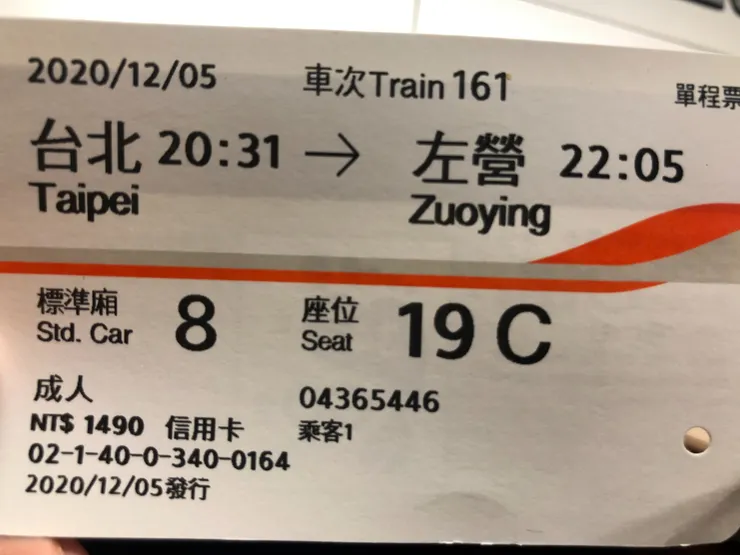 2020/12/05 車次Train 161 單程票
台北 20:31 → 左營 22:05
Taipei Zuoying
標準廂 座位
Std. Car 8 Seat 19 C
成人 04365446
NT$ 1490 信用卡 乘客1
02-1-40-0-340-0164
2020/12/05發行